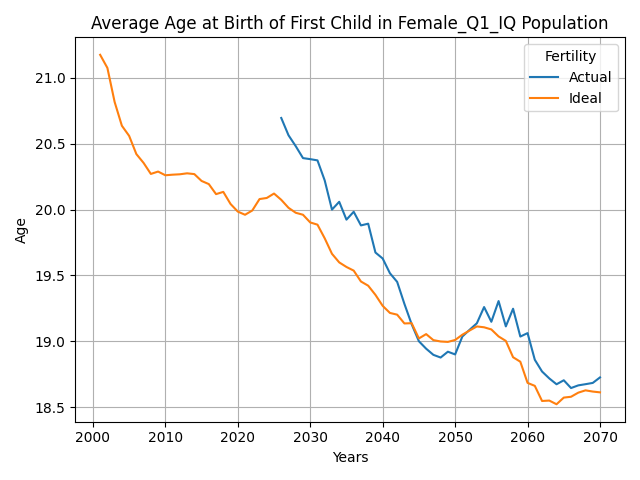 Average Age at Birth of First Child in Female_Q1_IQ Population
Fertility
Actual
Ideal
21.0
20.5
20.0
19.5
19.0
18.5
Age
2000 2010 2020 2030 2040 2050 2060 2070
Years